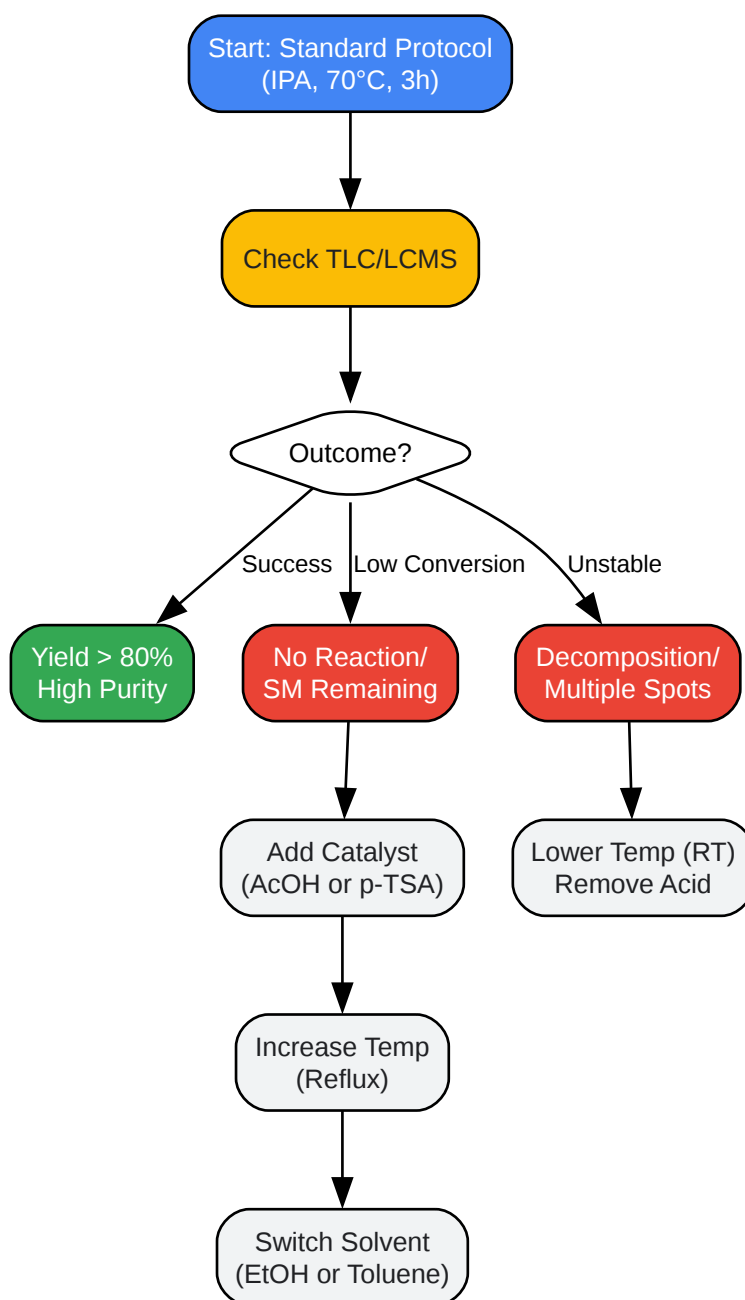 Start: Standard Protocol
(IPA, 70°C, 3h)
Check TLC/LCMS
Outcome?
Success
Low Conversion
Unstable
Yield > 80%
High Purity
No Reaction/
SM Remaining
Decomposition/
Multiple Spots
Add Catalyst
(AcOH or p-TSA)
Lower Temp (RT)
Remove Acid
Increase Temp
(Reflux)
Switch Solvent
(EtOH or Toluene)